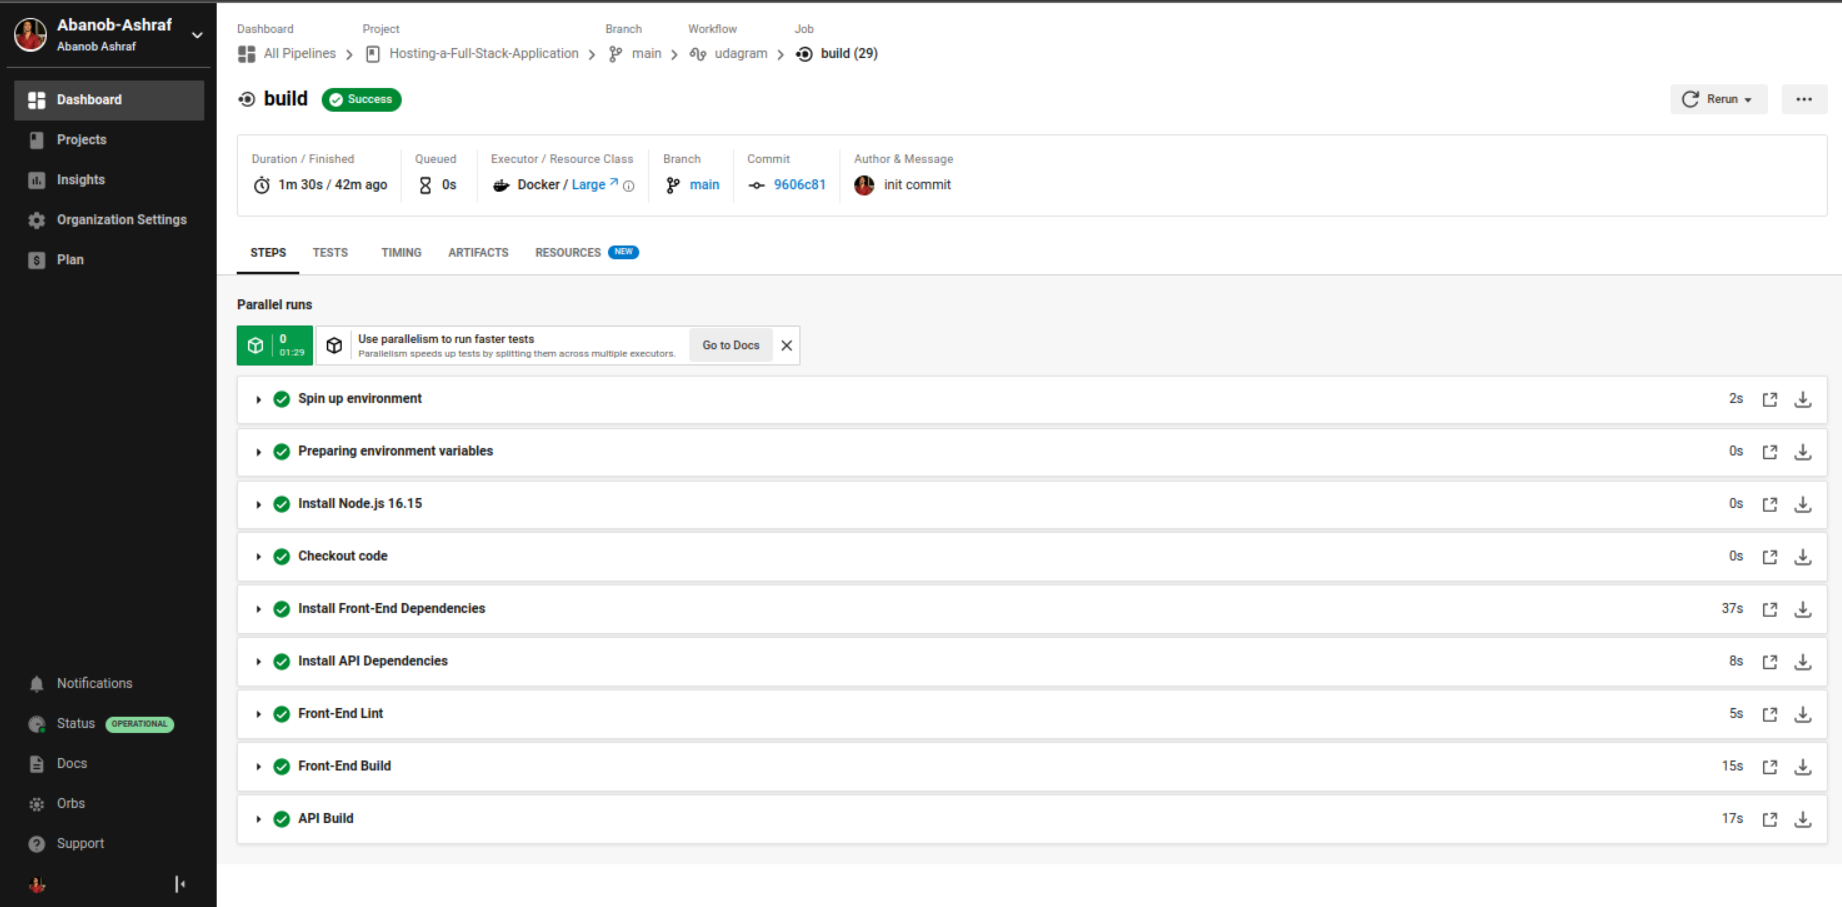 Abanob-Ashraf
Abanob Ashraf
Dashboard
Projects
Insights
Organization Settings
Plan
Notifications
Status OPERATIONAL
Docs
Orbs
Support
Dashboard Project Branch Workflow Job
All Pipelines Hosting-a-Full-Stack-Application main udagram build (29)
build Success Rerun
Duration / Finished Queued Executor / Resource Class Branch Commit Author & Message
1m 30s / 42m ago 0s Docker / Large main 9606c81 init commit
STEPS TESTS TIMING ARTIFACTS RESOURCES NEW
Parallel runs
0
01:29
Use parallelism to run faster tests
Parallelism speeds up tests by splitting them across multiple executors.
Go to Docs
Spin up environment 2s
Preparing environment variables 0s
Install Node.js 16.15 0s
Checkout code 0s
Install Front-End Dependencies 37s
Install API Dependencies 8s
Front-End Lint 5s
Front-End Build 15s
API Build 17s